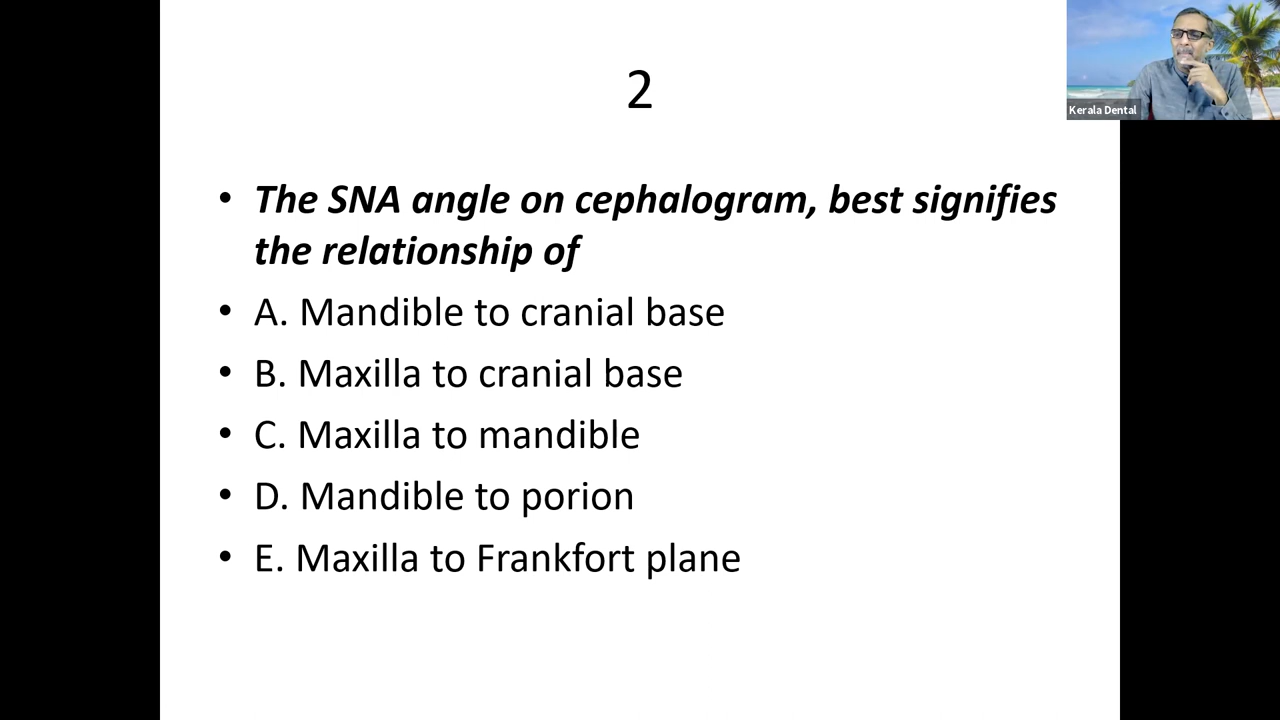 2
Kerala Dental
• The SNA angle on cephalogram, best signifies
the relationship of
• A. Mandible to cranial base
• B. Maxilla to cranial base
• C. Maxilla to mandible
• D. Mandible to porion
• E. Maxilla to Frankfort plane